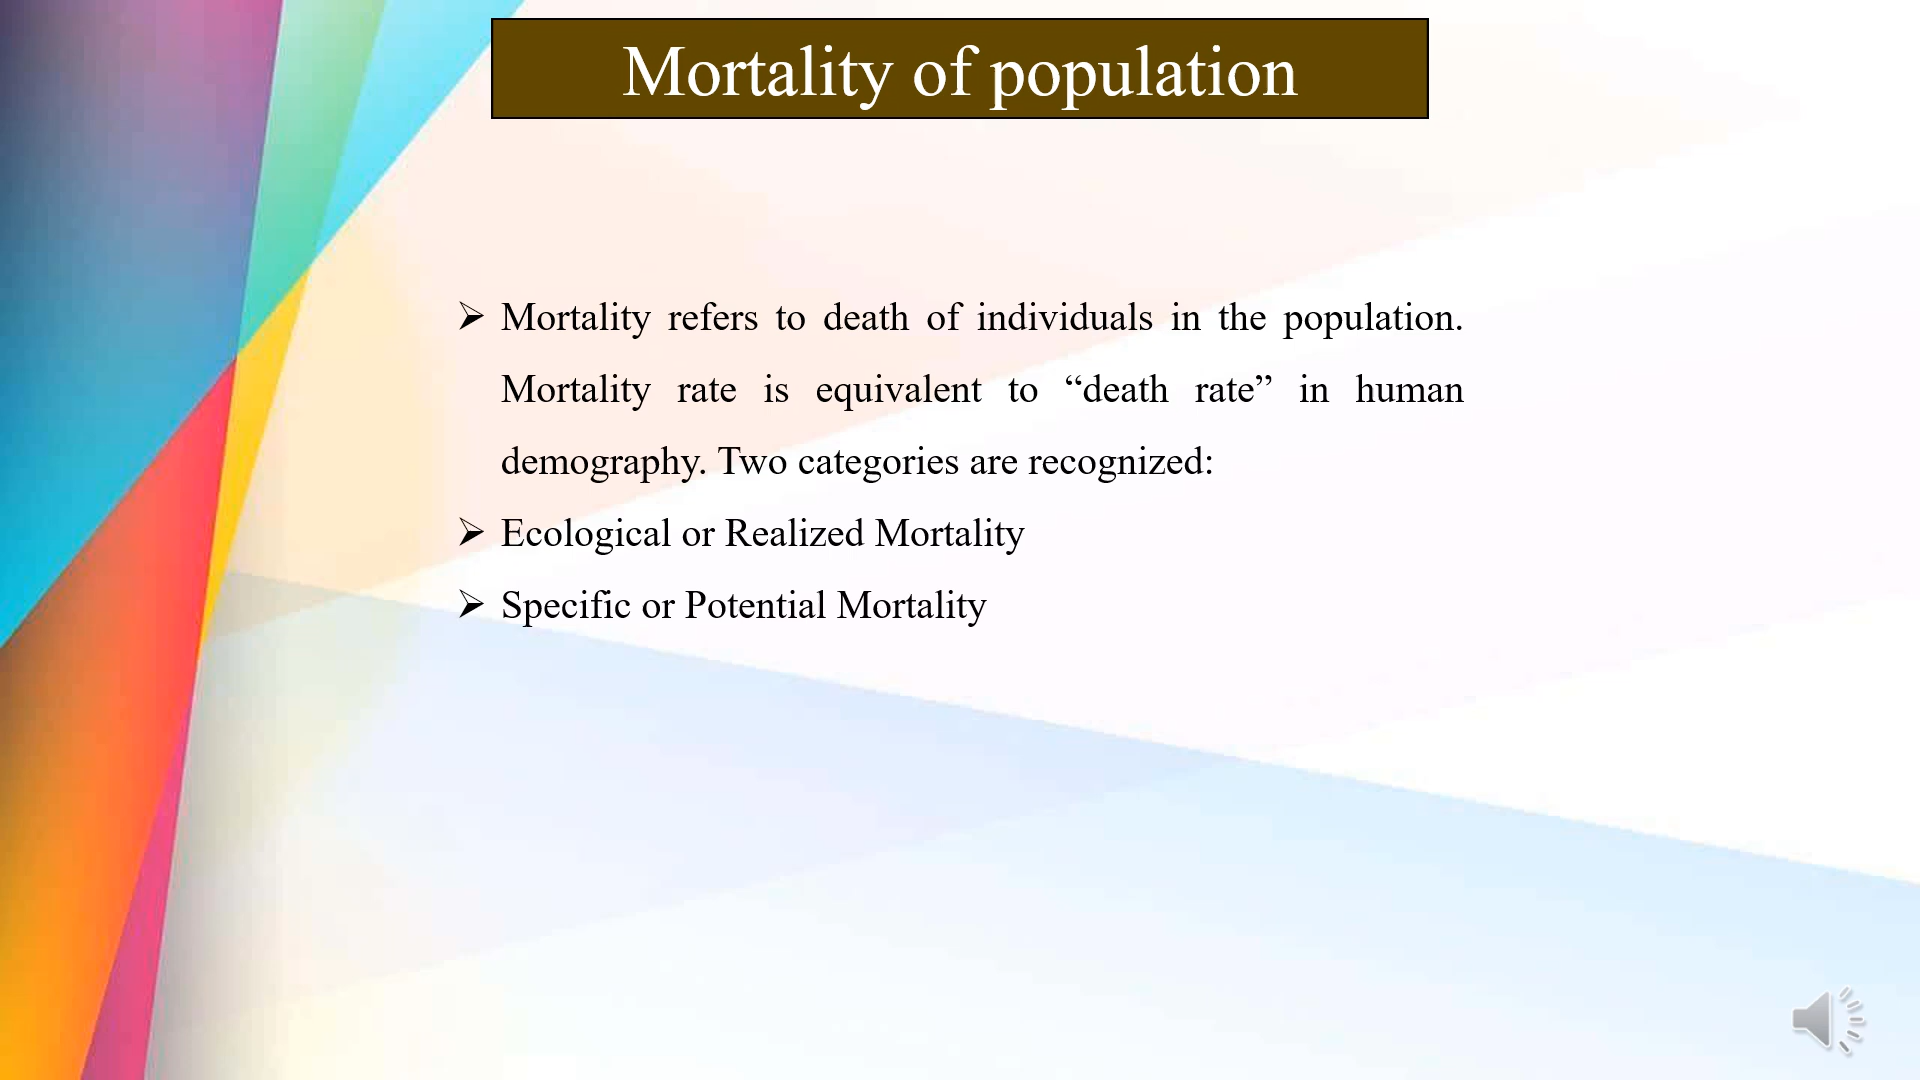 Mortality of population
➢ Mortality refers to death of individuals in the population.
Mortality rate is equivalent to “death rate” in human
demography. Two categories are recognized:
➢ Ecological or Realized Mortality
➢ Specific or Potential Mortality